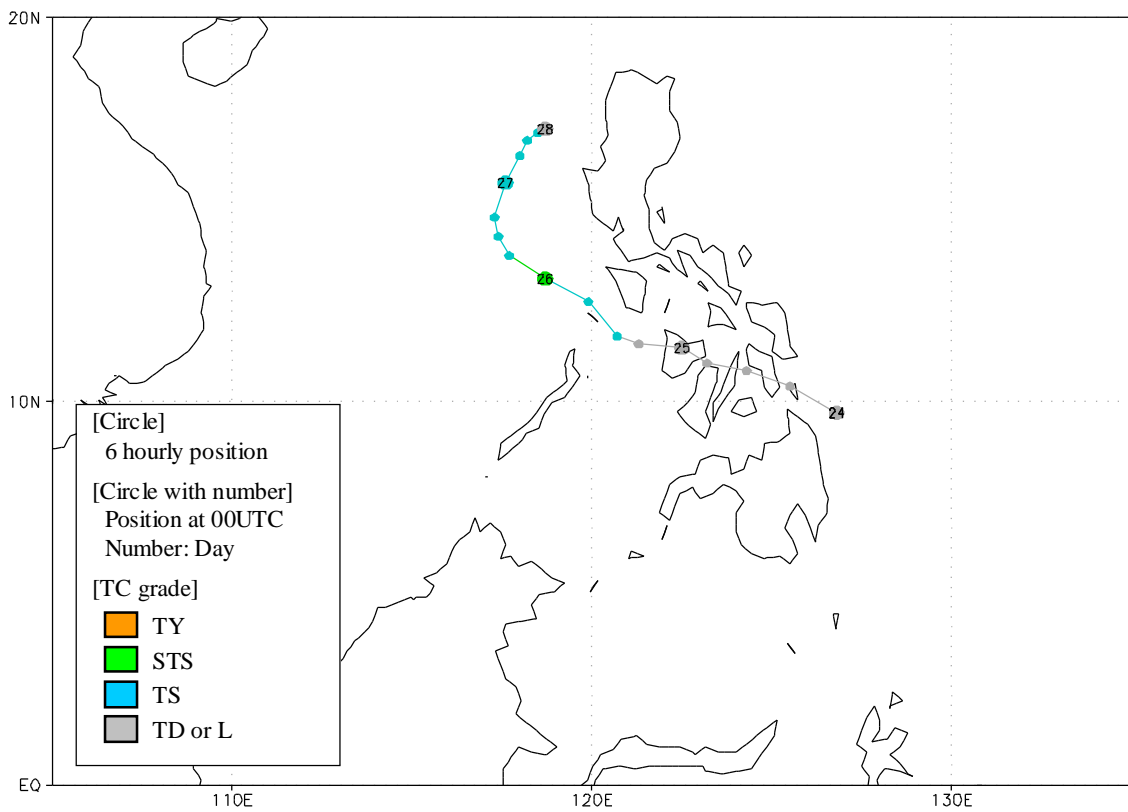 20N
28
27
26
25
24
10N
[Circle]
6 hourly position
[Circle with number]
Position at 00UTC
Number: Day
[TC grade]
TY
STS
TS
TD or L
EQ
110E
120E
130E